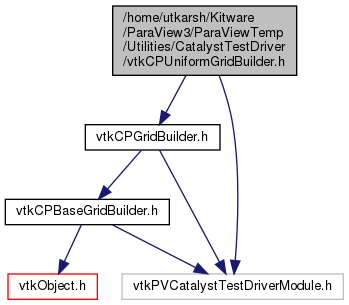 /home/utkarsh/Kitware
/ParaView3/ParaViewTemp
/Utilities/CatalystTestDriver
/vtkCPUniformGridBuilder.h
vtkCPGridBuilder.h
vtkCPBaseGridBuilder.h
vtkObject.h
vtkPVCatalystTestDriverModule.h